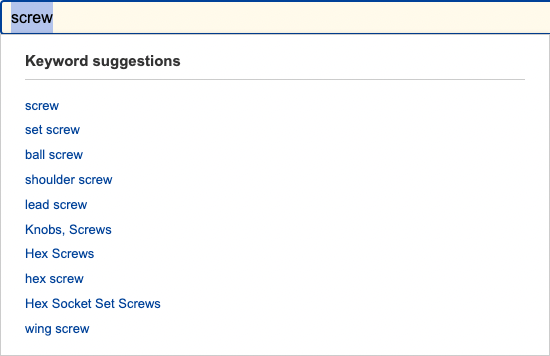 screw
Keyword suggestions
screw
set screw
ball screw
shoulder screw
lead screw
Knobs, Screws
Hex Screws
hex screw
Hex Socket Set Screws
wing screw